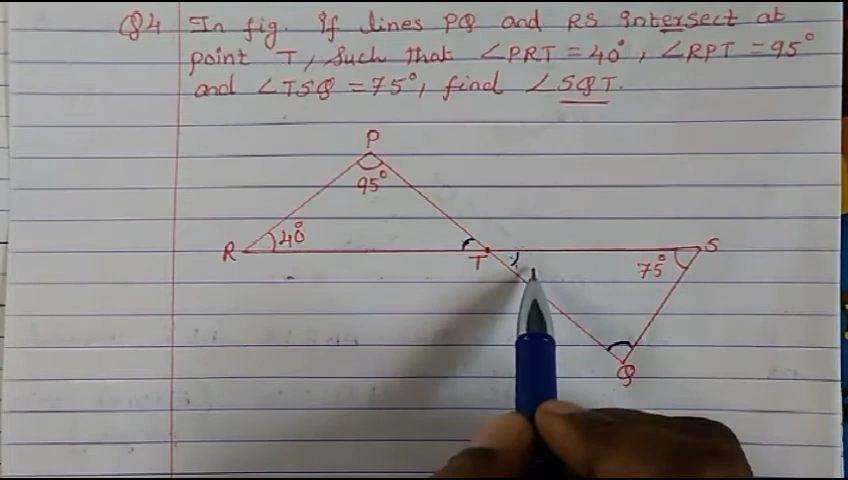 Q4 In fig. If lines PQ and RS intersect at
point T, such that ∠PRT = 40°, ∠RPT = 95°
and ∠TSQ = 75°, find ∠SQT.
P
95°
R 40°
T
75° S
Q